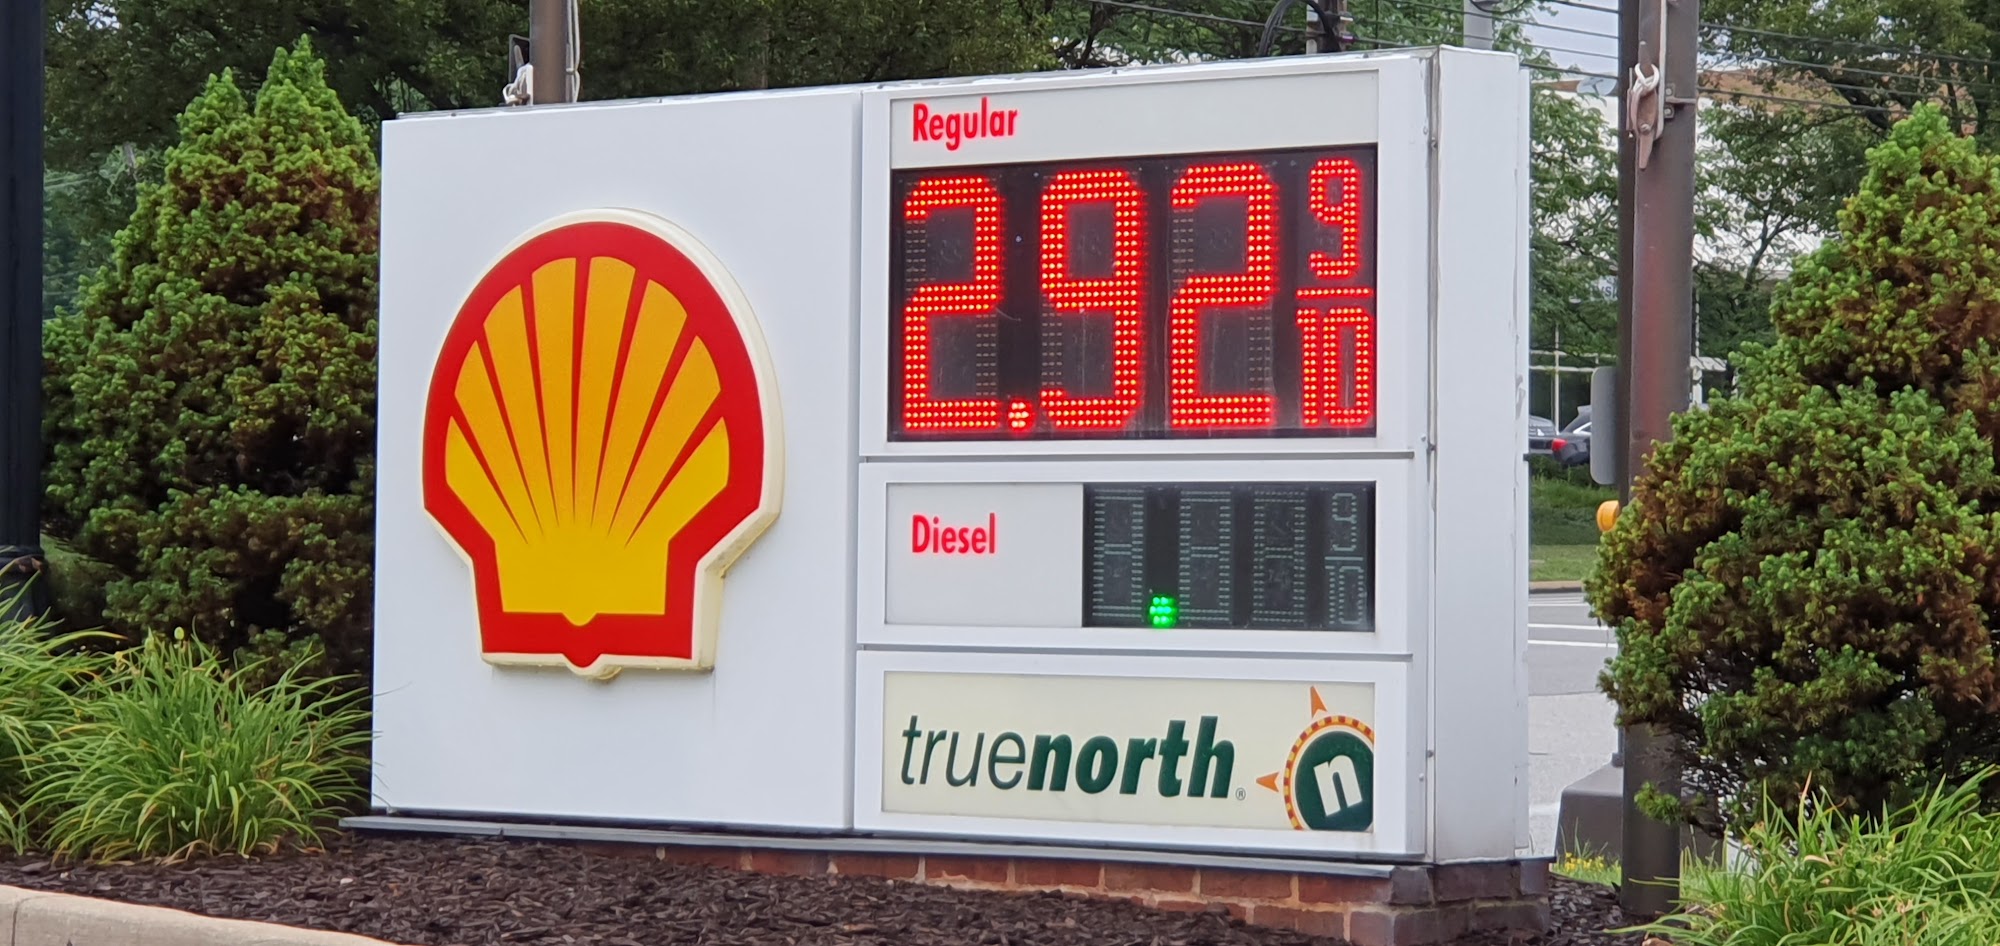 Regular
2.92 9/10
Diesel
truenorth®
n